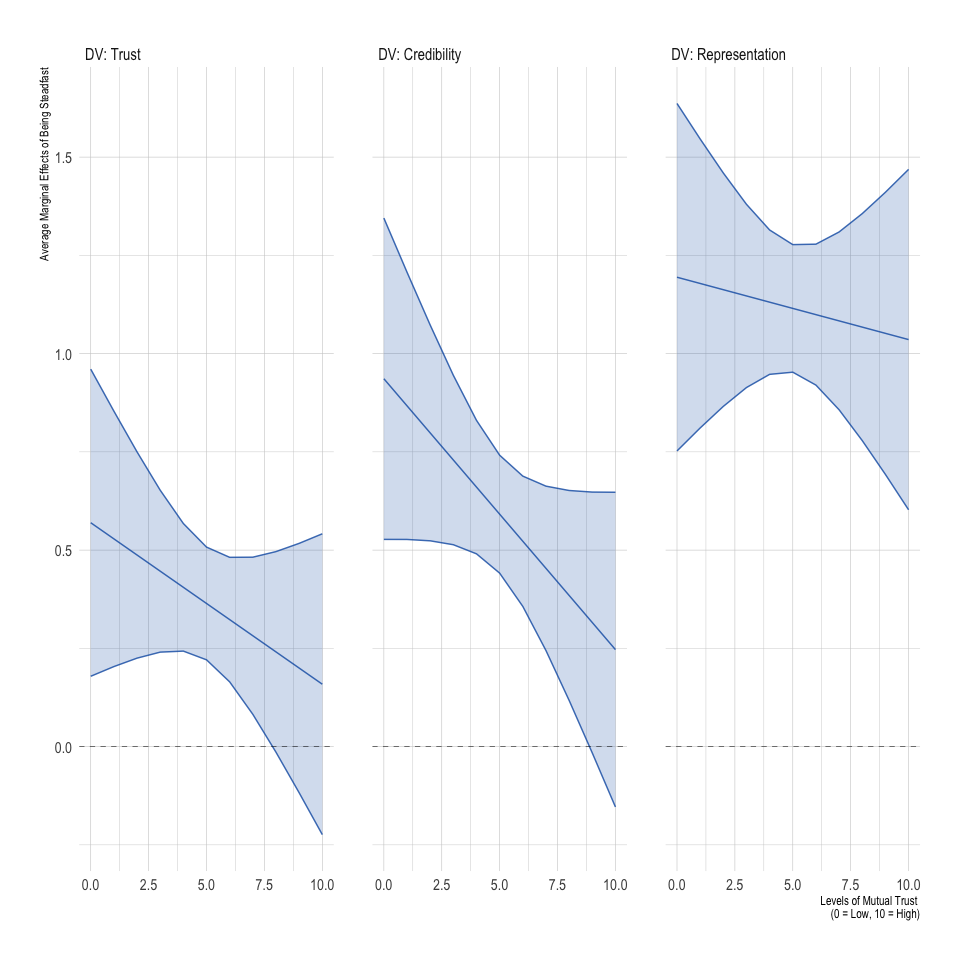 DV: Trust
DV: Credibility
DV: Representation
Average Marginal Effects of Being Steadfast
1.5
1.0
0.5
0.0
0.0 2.5 5.0 7.5 10.0
0.0 2.5 5.0 7.5 10.0
0.0 2.5 5.0 7.5 10.0
Levels of Mutual Trust
(0 = Low, 10 = High)